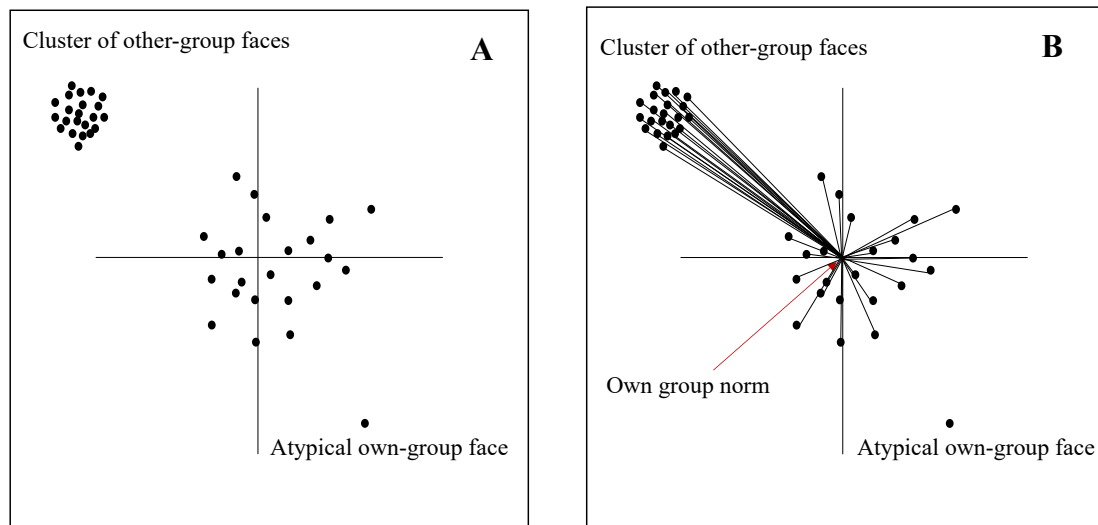 Cluster of other-group faces
A
Atypical own-group face
Cluster of other-group faces
B
Own group norm
Atypical own-group face